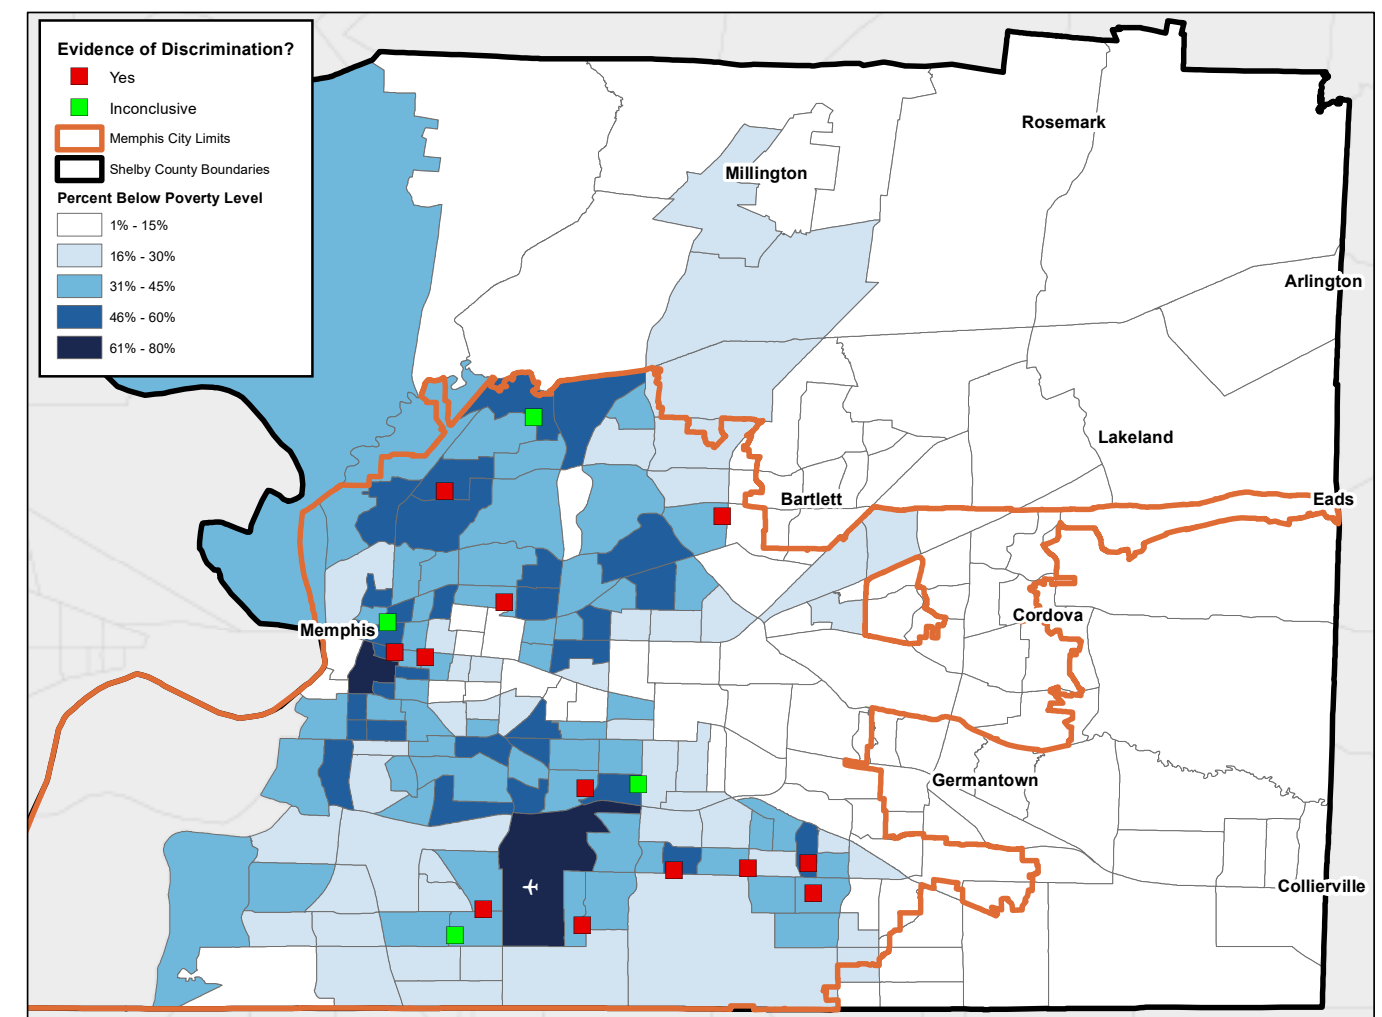 Evidence of Discrimination?
Yes
Inconclusive
Memphis City Limits
Shelby County Boundaries
Percent Below Poverty Level
1% - 15%
16% - 30%
31% - 45%
46% - 60%
61% - 80%
Rosemark
Millington
Arlington
Lakeland
Bartlett
Eads
Cordova
Memphis
Germantown
Collierville